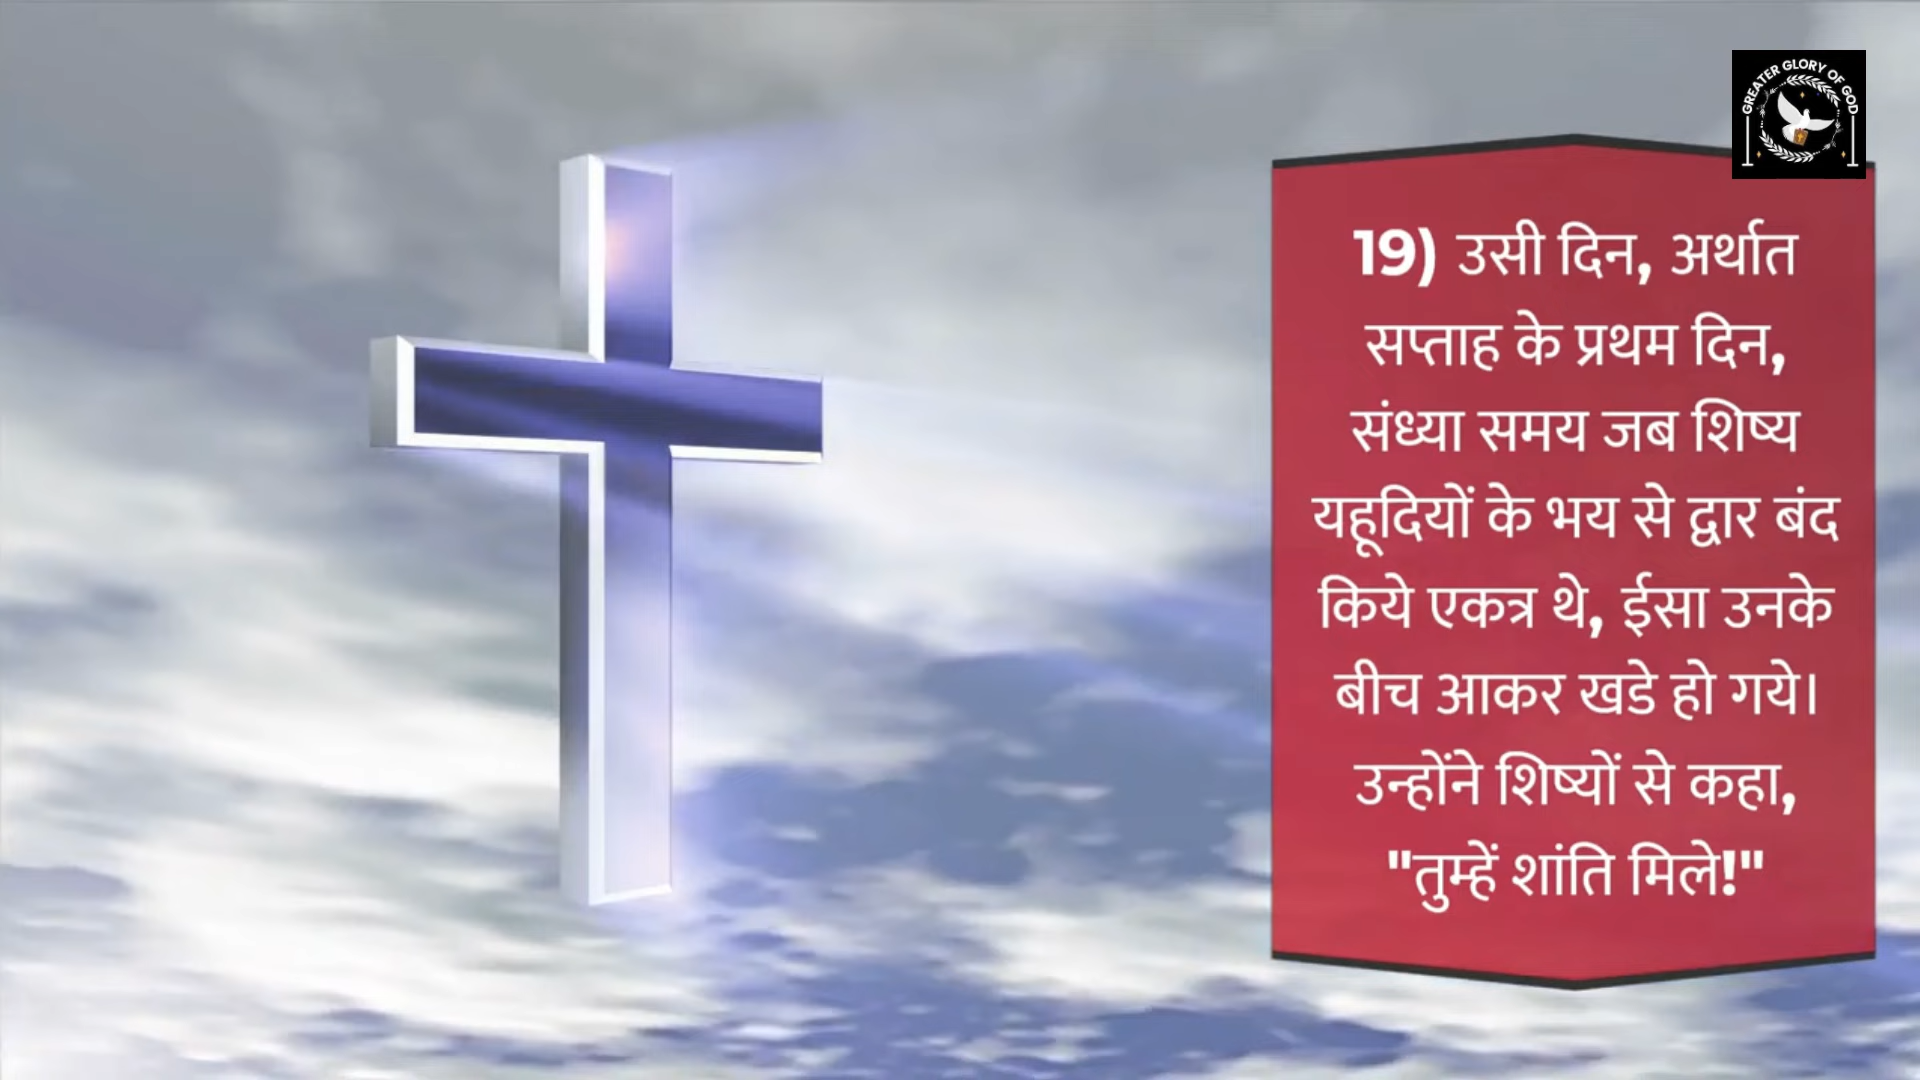 GREATER GLORY OF GOD
19) उसी दिन, अर्थात
सप्ताह के प्रथम दिन,
संध्या समय जब शिष्य
यहूदियों के भय से द्वार बंद
किये एकत्र थे, ईसा उनके
बीच आकर खडे हो गये।
उन्होंने शिष्यों से कहा,
"तुम्हें शांति मिले!"